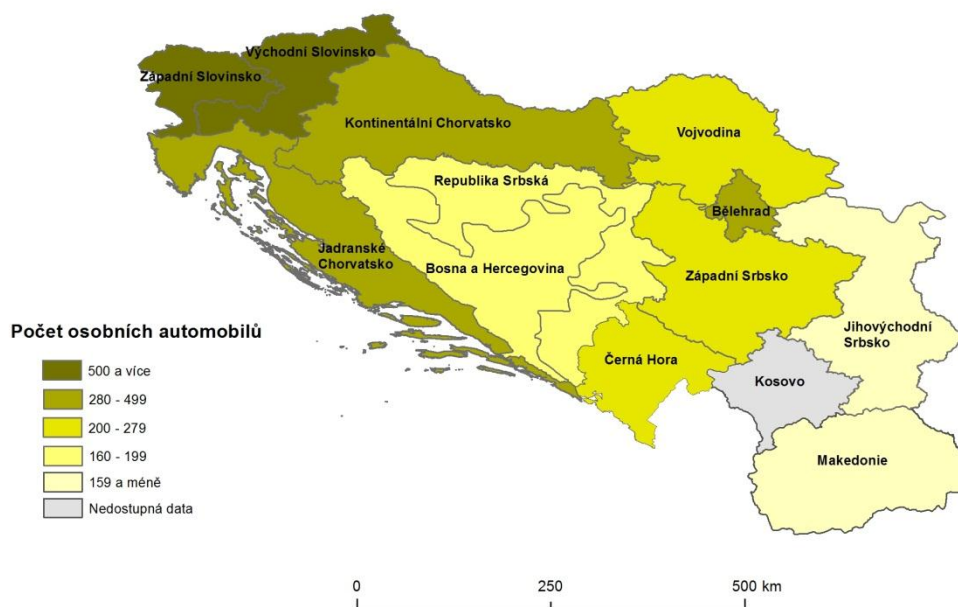 Východní Slovinsko
Západní Slovinsko
Kontinentální Chorvatsko
Vojvodina
Republika Srbská
Bělehrad
Jadranské
Chorvatsko
Bosna a Hercegovina
Západní Srbsko
Jihovýchodní
Srbsko
Černá Hora
Kosovo
Makedonie
Počet osobních automobilů
500 a více
280 - 499
200 - 279
160 - 199
159 a méně
Nedostupná data
0 250 500 km